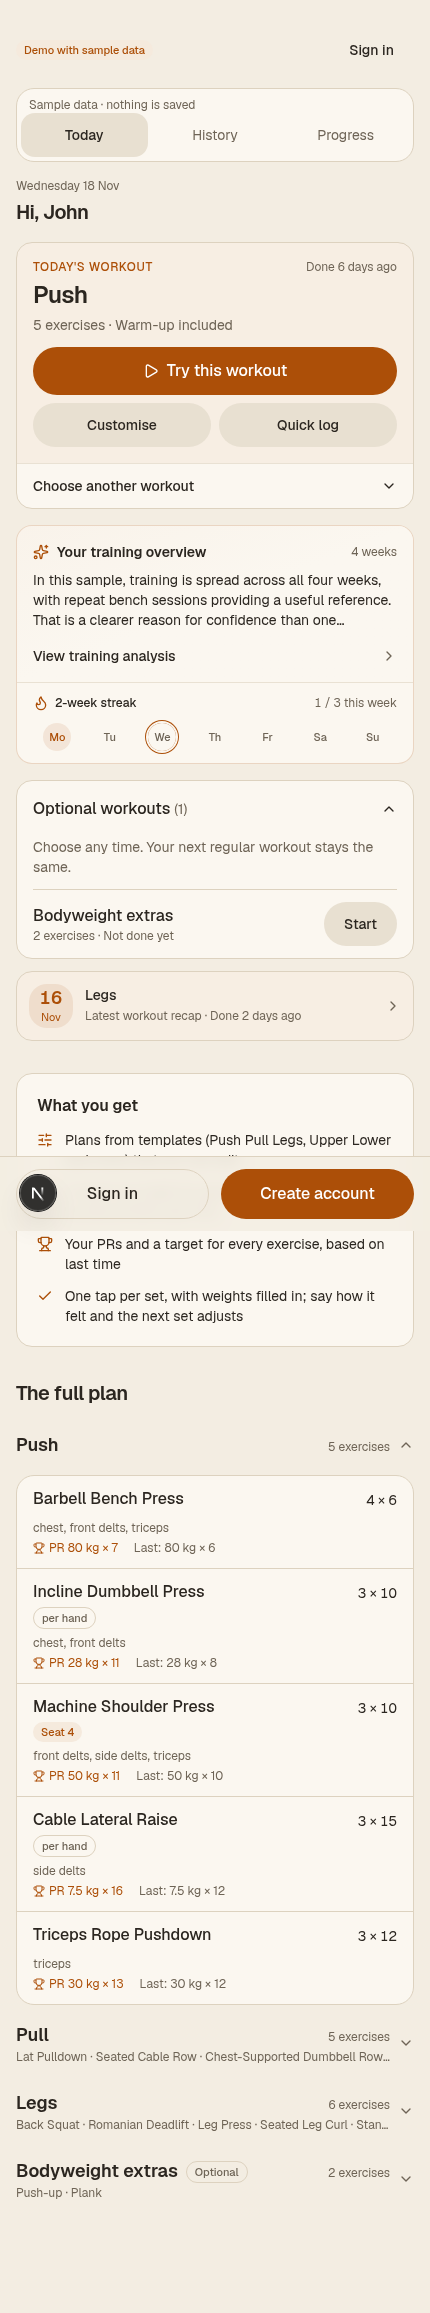 Demo with sample data
Sign in
Sample data · nothing is saved
Today
History
Progress
Wednesday 18 Nov
Hi, John
TODAY'S WORKOUT
Done 6 days ago
Push
5 exercises · Warm-up included
Try this workout
Customise
Quick log
Choose another workout
Your training overview
4 weeks
In this sample, training is spread across all four weeks,
with repeat bench sessions providing a useful reference.
That is a clearer reason for confidence than one…
View training analysis
2-week streak
1 / 3 this week
Mo
Tu
We
Th
Fr
Sa
Su
Optional workouts (1)
Choose any time. Your next regular workout stays the
same.
Bodyweight extras
2 exercises · Not done yet
Start
16
Nov
Legs
Latest workout recap · Done 2 days ago
What you get
Plans from templates (Push Pull Legs, Upper Lower
N
Sign in
Create account
Your PRs and a target for every exercise, based on
last time
One tap per set, with weights filled in; say how it
felt and the next set adjusts
The full plan
Push
5 exercises
Barbell Bench Press
4 × 6
chest, front delts, triceps
PR 80 kg × 7
Last: 80 kg × 6
Incline Dumbbell Press
3 × 10
per hand
chest, front delts
PR 28 kg × 11
Last: 28 kg × 8
Machine Shoulder Press
3 × 10
Seat 4
front delts, side delts, triceps
PR 50 kg × 11
Last: 50 kg × 10
Cable Lateral Raise
3 × 15
per hand
side delts
PR 7.5 kg × 16
Last: 7.5 kg × 12
Triceps Rope Pushdown
3 × 12
triceps
PR 30 kg × 13
Last: 30 kg × 12
Pull
5 exercises
Lat Pulldown · Seated Cable Row · Chest-Supported Dumbbell Row…
Legs
6 exercises
Back Squat · Romanian Deadlift · Leg Press · Seated Leg Curl · Stan…
Bodyweight extras
Optional
2 exercises
Push-up · Plank